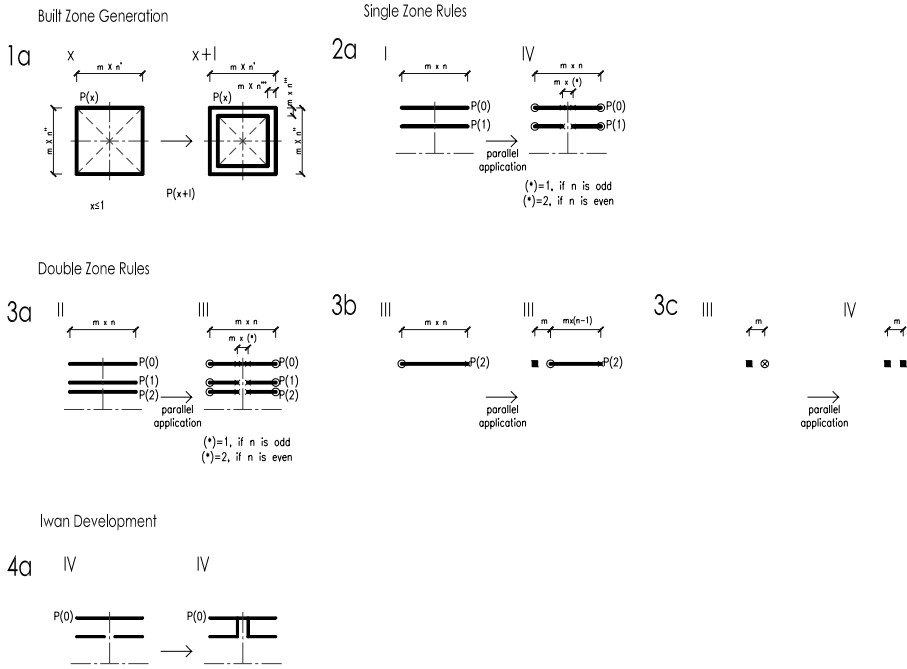 Built Zone Generation
Single Zone Rules
1a
x
x+I
m X n'
m X n'
P(x)
P(x)
m X n'''
m x n'''
m X n''
m X n''
P(x+I)
x≤1
2a
I
IV
m x n
m x n
m x (*)
P(0)
P(1)
P(0)
P(1)
parallel
application
(*)=1, if n is odd
(*)=2, if n is even
Double Zone Rules
3a
II
III
m x n
m x n
m x (*)
P(0)
P(1)
P(2)
P(0)
P(1)
P(2)
parallel
application
(*)=1, if n is odd
(*)=2, if n is even
3b
III
III
m x n
m
mx(n-1)
P(2)
P(2)
parallel
application
3c
III
IV
m
m
parallel
application
Iwan Development
4a
IV
IV
P(0)
P(0)